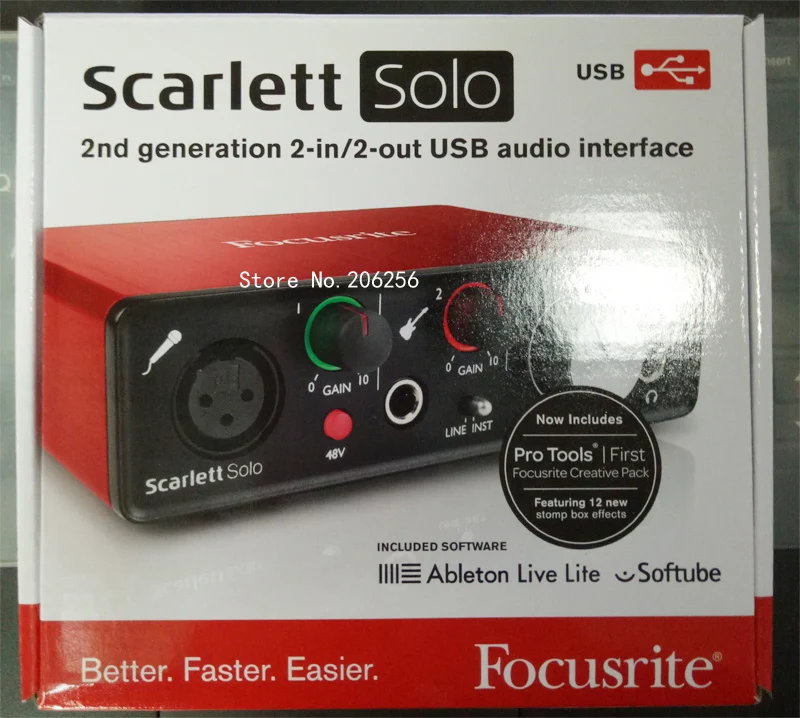 Scarlett Solo
USB
2nd generation 2-in/2-out USB audio interface
Focusrite
Store No.206256
1
2
0
GAIN
10
0
GAIN
10
48V
LINE INST
Scarlett Solo
Now Includes
Pro Tools® | First
Focusrite Creative Pack
Featuring 12 new
stomp box effects
INCLUDED SOFTWARE
Ableton Live Lite
Softube
Better. Faster. Easier.
Focusrite®